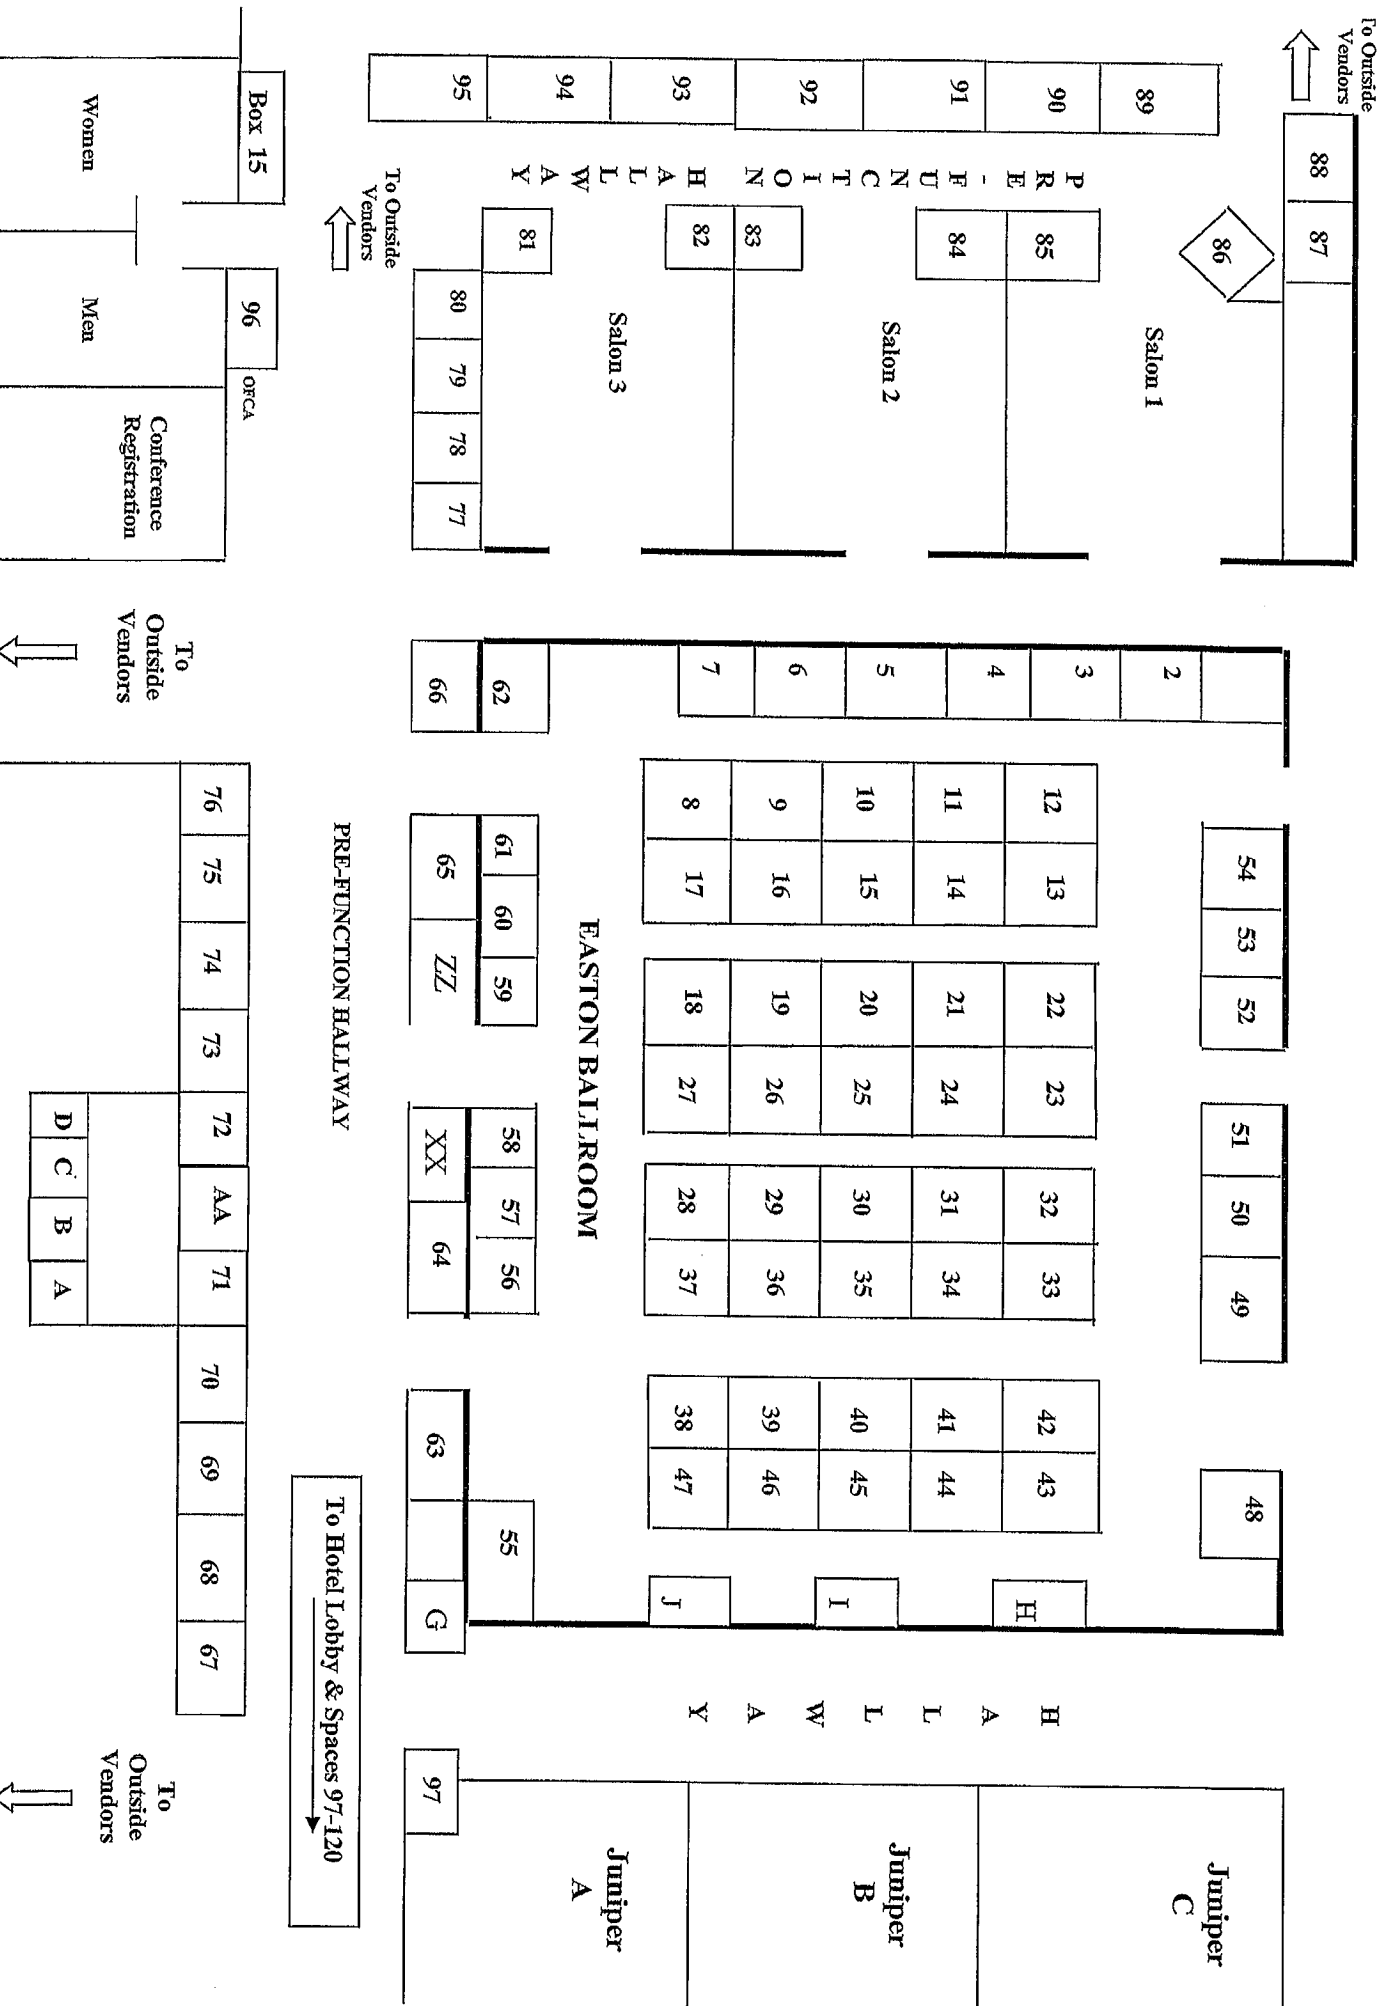 To Outside
Vendors
88 87
86
89
90
91
92
93
94
95
PRE-FUNCTION HALLWAY
85
84
83
82
81
Salon 1
Salon 2
Salon 3
80 79 78 77
To Outside
Vendors
Box 15
Women
Men
96
OFCA
Conference
Registration
To
Outside
Vendors
2
3
4
5
6
7
54 53 52
51 50 49
48
12 13
11 14
10 15
9 16
8 17
22 23
21 24
20 25
19 26
18 27
32 33
31 34
30 35
29 36
28 37
42 43
41 44
40 45
39 46
38 47
H
I
J
EASTON BALLROOM
62
61 60 59
58 57 56
55
66
65 ZZ
XX 64
63
G
PRE-FUNCTION HALLWAY
To Hotel Lobby & Spaces 97-120
76 75 74 73 72 AA 71 70 69 68 67
D C B A
HALLWAY
Juniper
C
Juniper
B
Juniper
A
97
To
Outside
Vendors